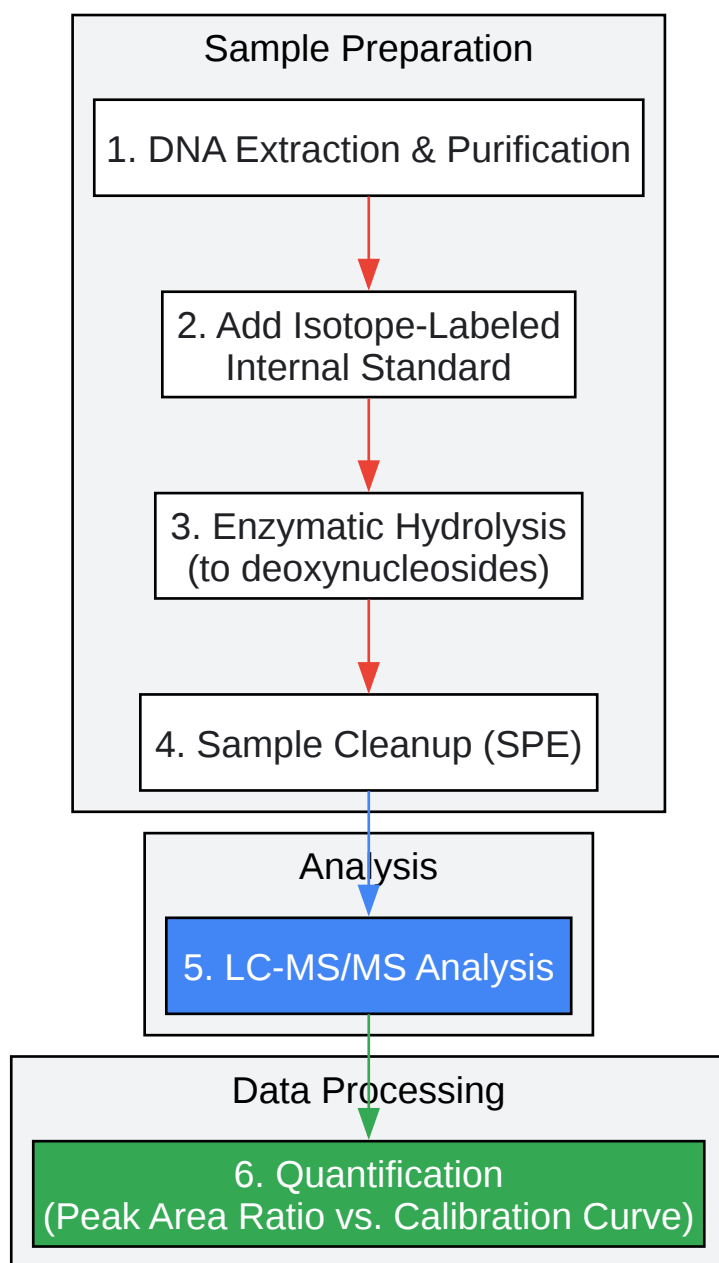 Sample Preparation
1. DNA Extraction & Purification
2. Add Isotope-Labeled
Internal Standard
3. Enzymatic Hydrolysis
(to deoxynucleosides)
4. Sample Cleanup (SPE)
Analysis
5. LC-MS/MS Analysis
Data Processing
6. Quantification
(Peak Area Ratio vs. Calibration Curve)